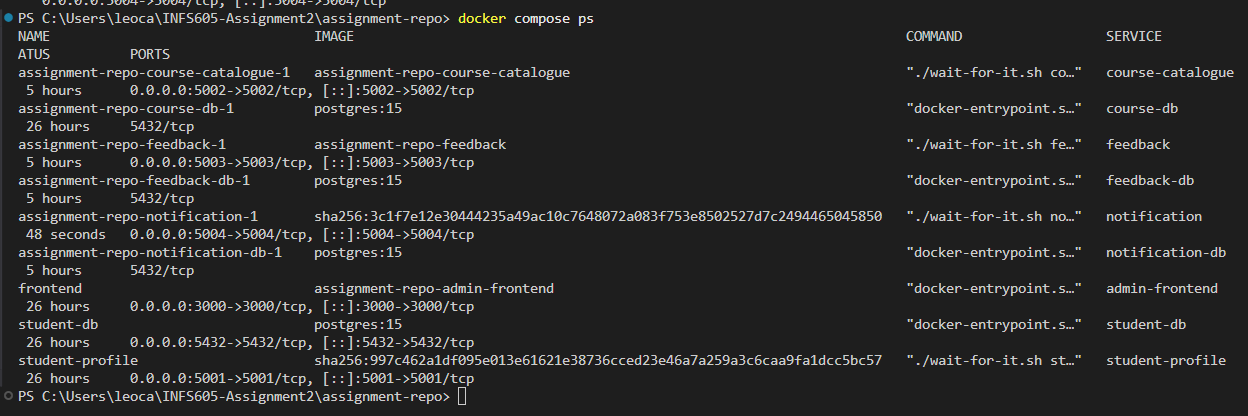 0.0.0.0:5004->5004/tcp, [::]:5004->5004/tcp
PS C:\Users\leoca\INFS605-Assignment2\assignment-repo> docker compose ps
NAME IMAGE COMMAND SERVICE
ATUS PORTS
assignment-repo-course-catalogue-1 assignment-repo-course-catalogue "./wait-for-it.sh co…" course-catalogue
5 hours 0.0.0.0:5002->5002/tcp, [::]:5002->5002/tcp
assignment-repo-course-db-1 postgres:15 "docker-entrypoint.s…" course-db
26 hours 5432/tcp
assignment-repo-feedback-1 assignment-repo-feedback "./wait-for-it.sh fe…" feedback
5 hours 0.0.0.0:5003->5003/tcp, [::]:5003->5003/tcp
assignment-repo-feedback-db-1 postgres:15 "docker-entrypoint.s…" feedback-db
5 hours 5432/tcp
assignment-repo-notification-1 sha256:3c1f7e12e30444235a49ac10c7648072a083f753e8502527d7c2494465045850 "./wait-for-it.sh no…" notification
48 seconds 0.0.0.0:5004->5004/tcp, [::]:5004->5004/tcp
assignment-repo-notification-db-1 postgres:15 "docker-entrypoint.s…" notification-db
5 hours 5432/tcp
frontend assignment-repo-admin-frontend "docker-entrypoint.s…" admin-frontend
26 hours 0.0.0.0:3000->3000/tcp, [::]:3000->3000/tcp
student-db postgres:15 "docker-entrypoint.s…" student-db
26 hours 0.0.0.0:5432->5432/tcp, [::]:5432->5432/tcp
student-profile sha256:997c462a1df095e013e61621e38736cced23e46a7a259a3c6caa9fa1dcc5bc57 "./wait-for-it.sh st…" student-profile
26 hours 0.0.0.0:5001->5001/tcp, [::]:5001->5001/tcp
PS C:\Users\leoca\INFS605-Assignment2\assignment-repo>